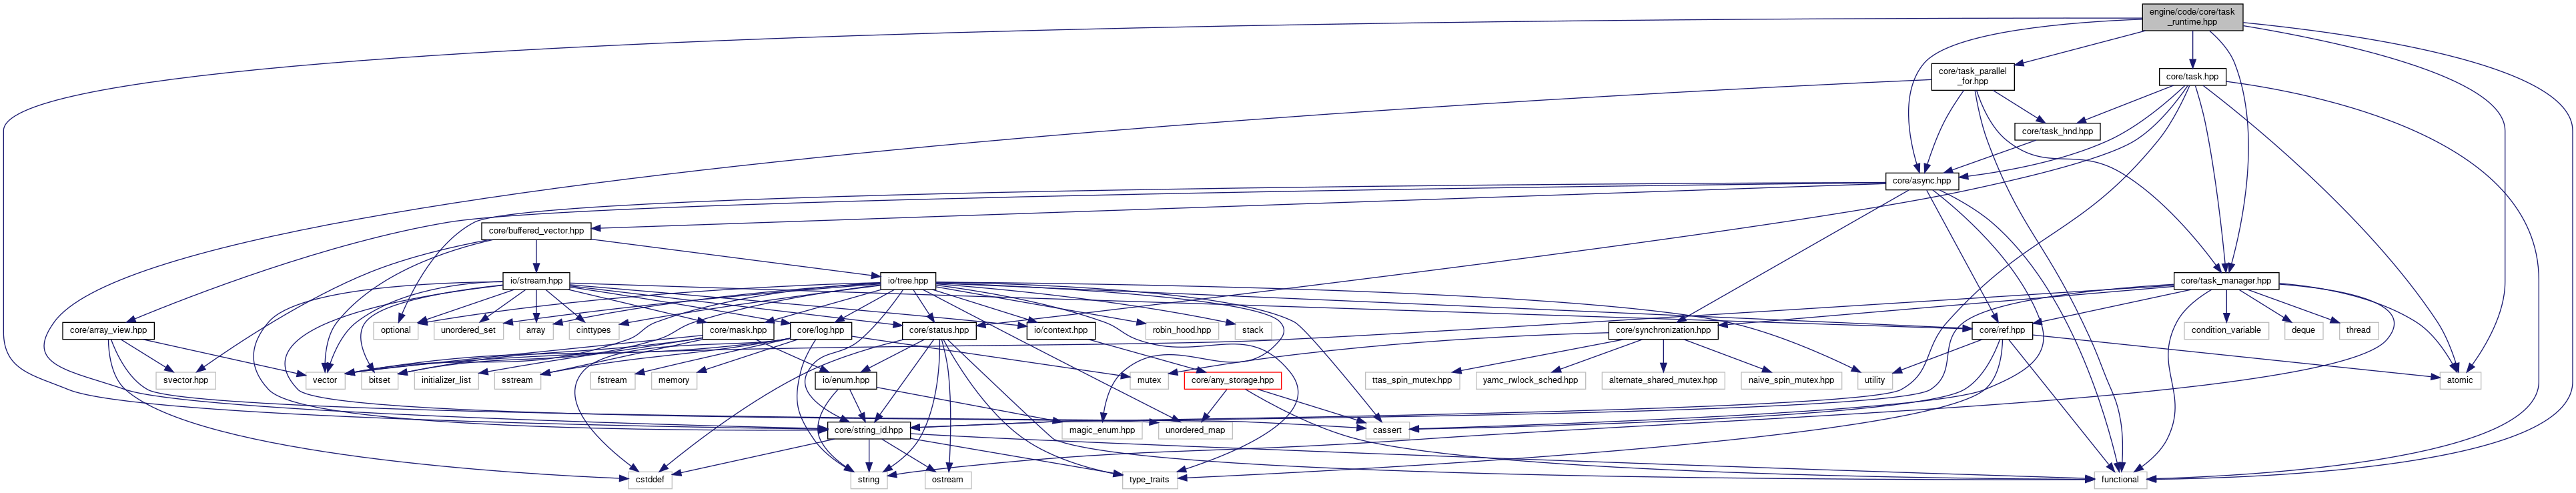 engine/code/core/task
_runtime.hpp
core/task_parallel
_for.hpp
core/task.hpp
core/task_hnd.hpp
core/async.hpp
core/buffered_vector.hpp
io/stream.hpp
io/tree.hpp
core/task_manager.hpp
core/array_view.hpp
optional
unordered_set
array
cinttypes
core/mask.hpp
core/log.hpp
core/status.hpp
io/context.hpp
robin_hood.hpp
stack
core/synchronization.hpp
core/ref.hpp
condition_variable
deque
thread
svector.hpp
vector
bitset
initializer_list
sstream
fstream
memory
io/enum.hpp
mutex
core/any_storage.hpp
ttas_spin_mutex.hpp
yamc_rwlock_sched.hpp
alternate_shared_mutex.hpp
naive_spin_mutex.hpp
utility
atomic
core/string_id.hpp
magic_enum.hpp
unordered_map
cassert
cstddef
string
ostream
type_traits
functional